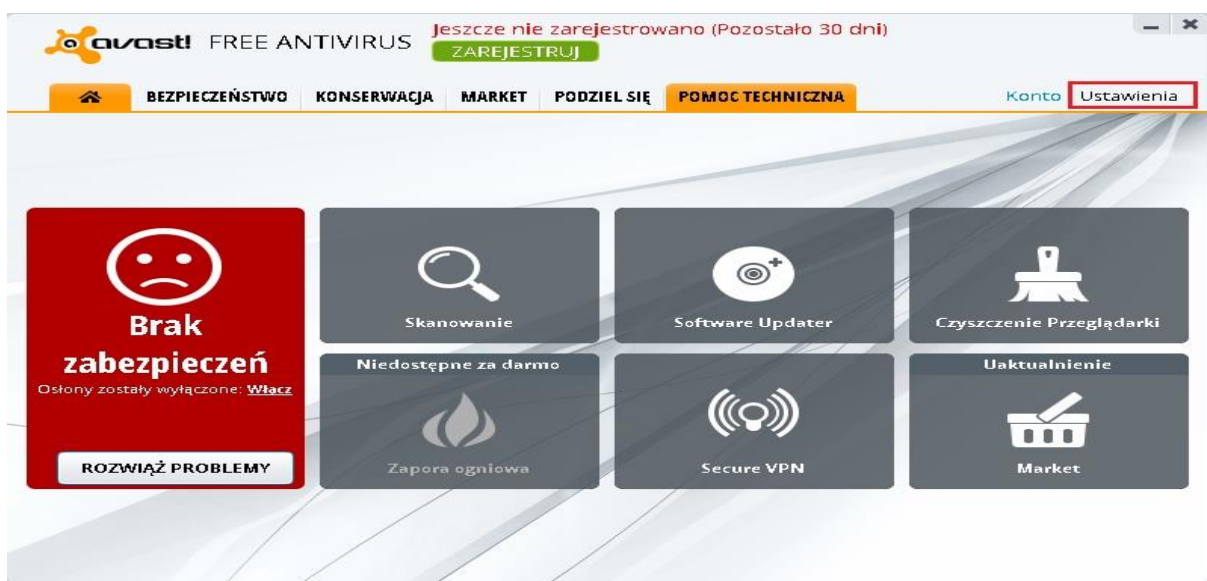 avast! FREE ANTIVIRUS
Jeszcze nie zarejestrowano (Pozostało 30 dni)
ZAREJESTRUJ
BEZPIECZEŃSTWO KONSERWACJA MARKET PODZIEL SIĘ POMOC TECHNICZNA Konto Ustawienia
Brak
zabezpieczeń
Osłony zostały wyłączone: Włącz
ROZWIĄŻ PROBLEMY
Skanowanie
Software Updater
Czyszczenie Przeglądarki
Niedostępne za darmo
Zapora ogniowa
Secure VPN
Uaktualnienie
Market